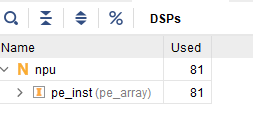 % DSPs
Name Used
N npu 81
I pe_inst (pe_array) 81